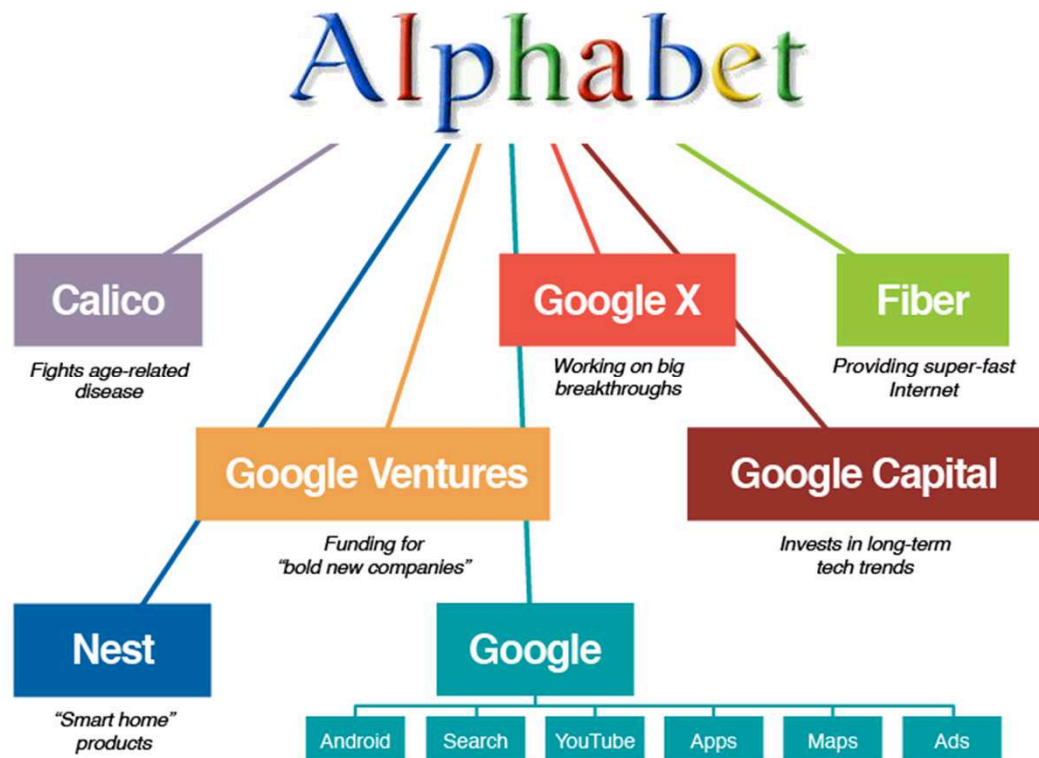 Alphabet
Calico
Fights age-related
disease
Google X
Working on big
breakthroughs
Fiber
Providing super-fast
Internet
Google Ventures
Funding for
“bold new companies”
Google Capital
Invests in long-term
tech trends
Nest
“Smart home”
products
Google
Android
Search
YouTube
Apps
Maps
Ads